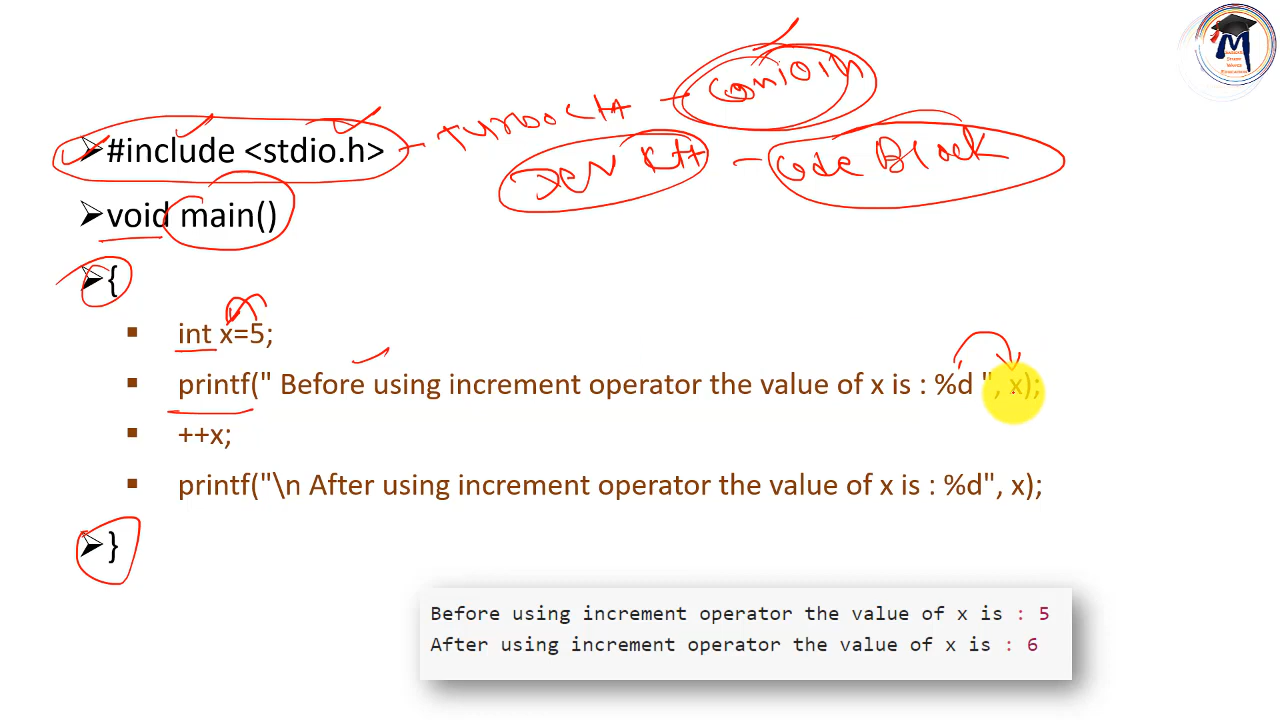 conio.h
TURBO C++ -
#include <stdio.h>
DEV C++ - Code Block
void main()
{
int x=5;
printf(" Before using increment operator the value of x is : %d ", x);
++x;
printf("\n After using increment operator the value of x is : %d", x);
}
Before using increment operator the value of x is : 5
After using increment operator the value of x is : 6